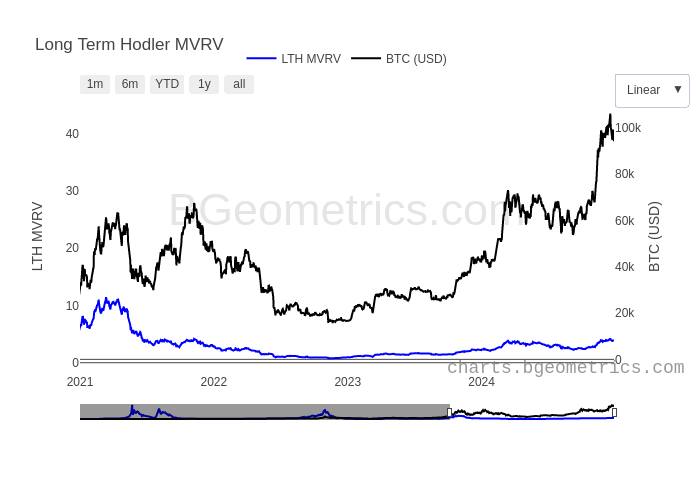 Long Term Hodler MVRV
LTH MVRV BTC (USD)
1m 6m YTD 1y all
Linear ▼
40
30
20
10
0
LTH MVRV
100k
80k
60k
40k
20k
0
BTC (USD)
BGeometrics.com
2021 2022 2023 2024
charts.bgeometrics.com